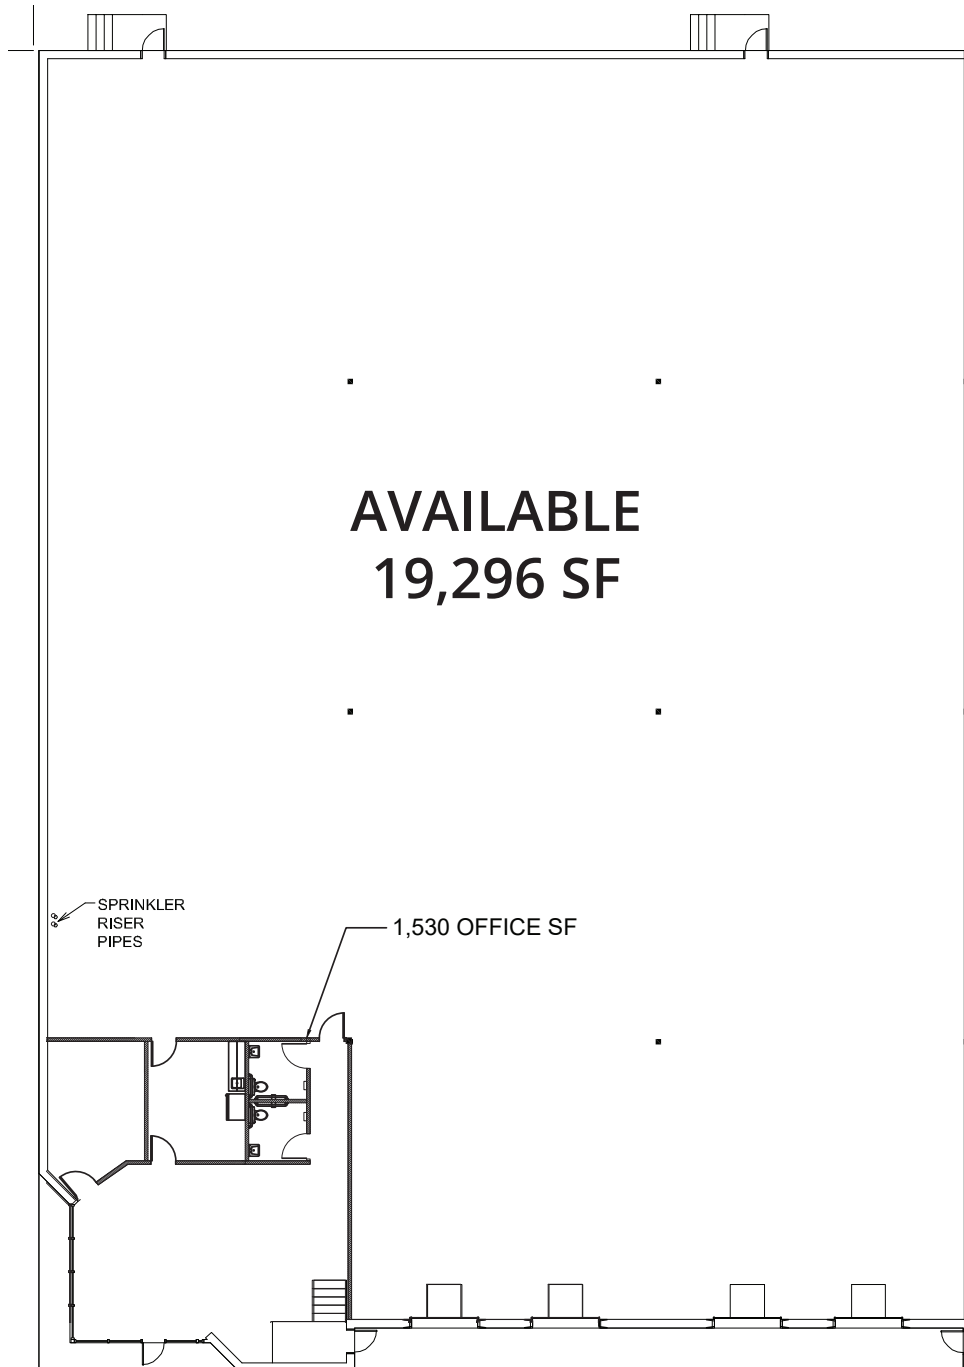 AVAILABLE
19,296 SF
SPRINKLER
RISER
PIPES
1,530 OFFICE SF